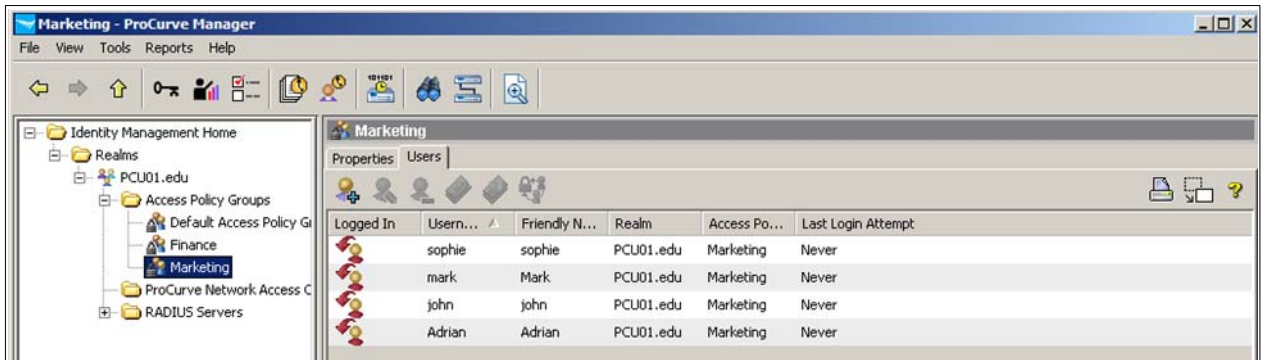 Marketing - ProCurve Manager
File View Tools Reports Help
101101
Identity Management Home
Realms
PCU01.edu
Access Policy Groups
Default Access Policy Gr
Finance
Marketing
ProCurve Network Access C
RADIUS Servers
Marketing
Properties Users
Logged In Usern... Friendly N... Realm Access Po... Last Login Attempt
sophie sophie PCU01.edu Marketing Never
mark Mark PCU01.edu Marketing Never
john john PCU01.edu Marketing Never
Adrian Adrian PCU01.edu Marketing Never